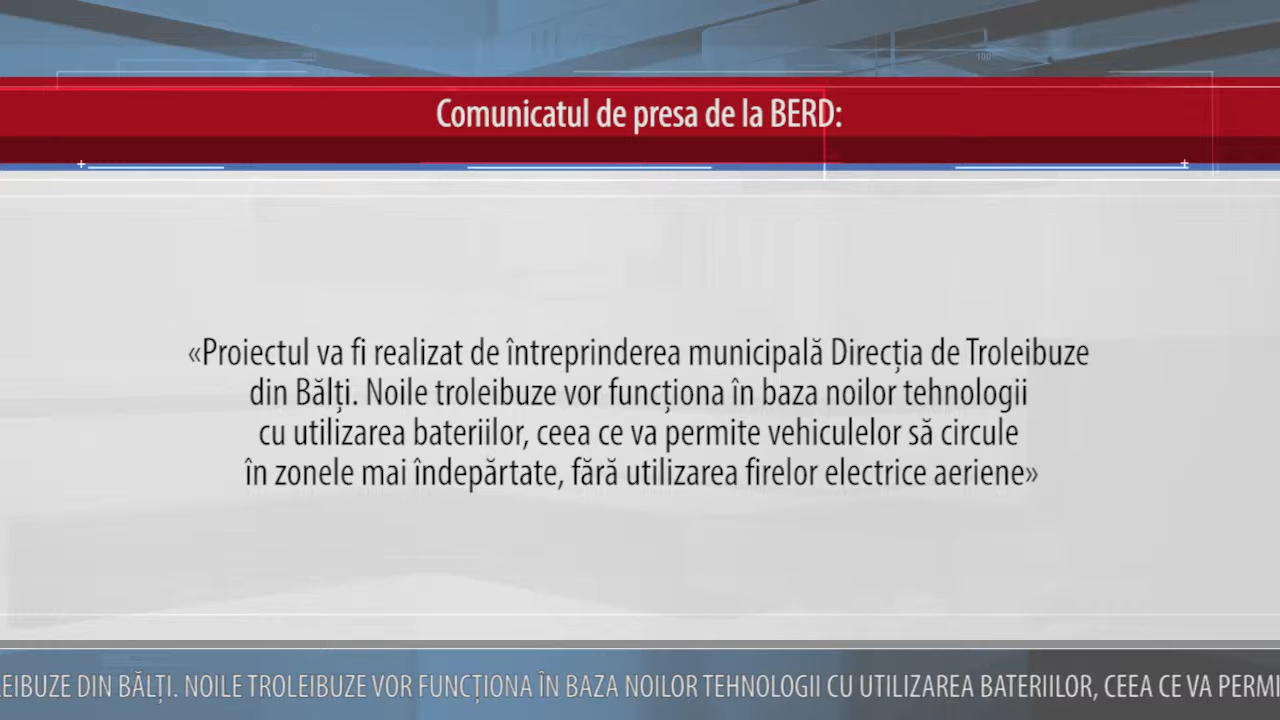 Comunicatul de presa de la BERD:
«Proiectul va fi realizat de întreprinderea municipală Direcția de Troleibuze
din Bălți. Noile troleibuze vor funcționa în baza noilor tehnologii
cu utilizarea bateriilor, ceea ce va permite vehiculelor să circule
în zonele mai îndepărtate, fără utilizarea firelor electrice aeriene»
LEIBUZE DIN BĂLȚI. NOILE TROLEIBUZE VOR FUNCȚIONA ÎN BAZA NOILOR TEHNOLOGII CU UTILIZAREA BATERIILOR, CEEA CE VA PERMI